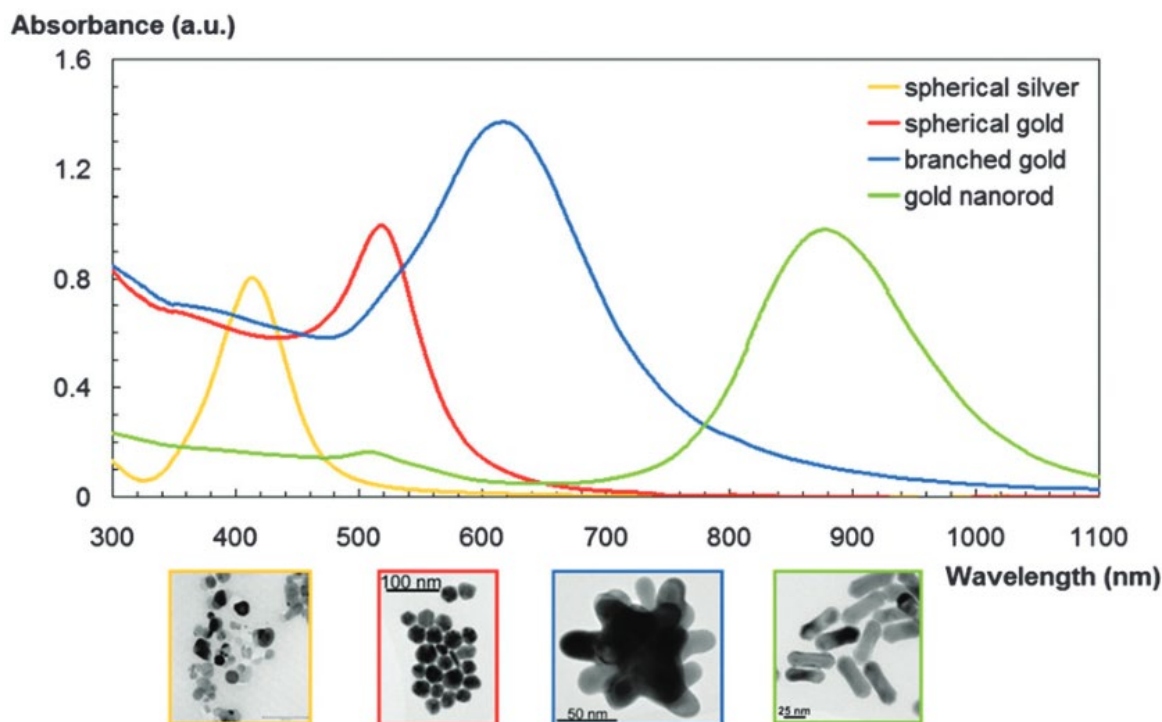 Absorbance (a.u.)
1.6
spherical silver
spherical gold
1.2
branched gold
gold nanorod
0.8
0.4
0
300 400 500 600 700 800 900 1000 1100
Wavelength (nm)
100 nm
50 nm
25 nm